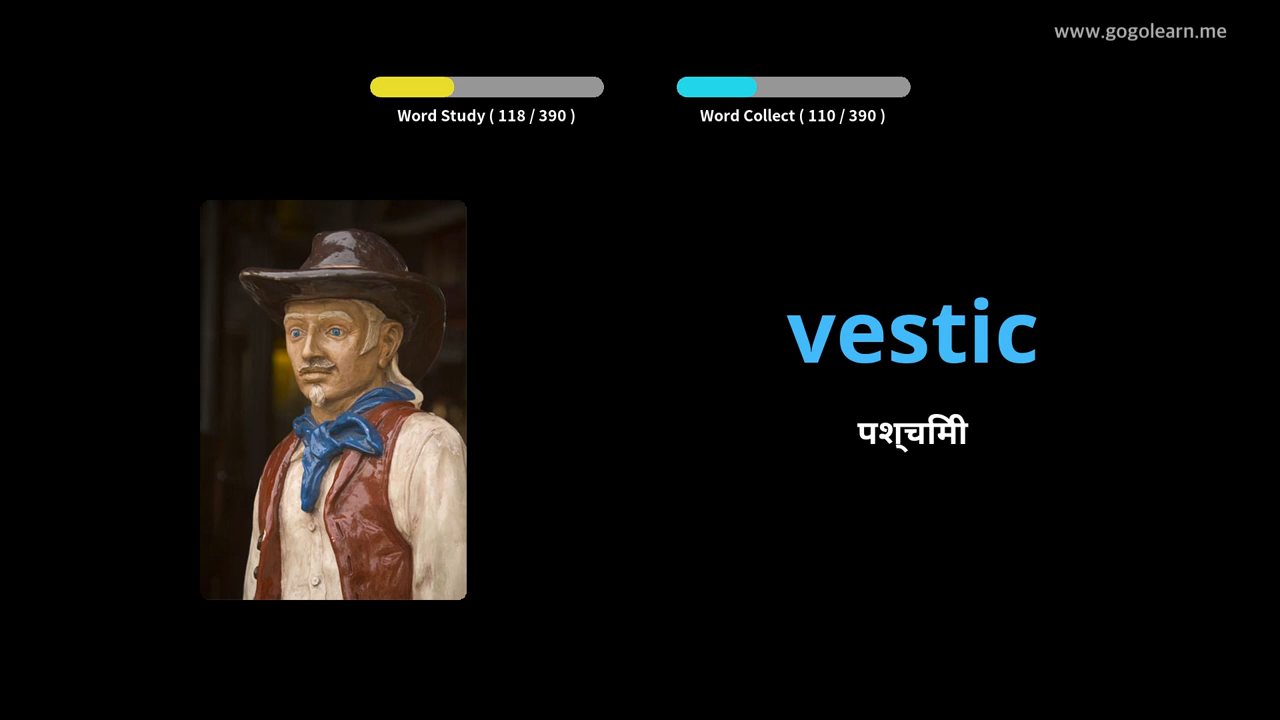 www.gogolearn.me
Word Study ( 118 / 390 )
Word Collect ( 110 / 390 )
vestic
पश्चिमी